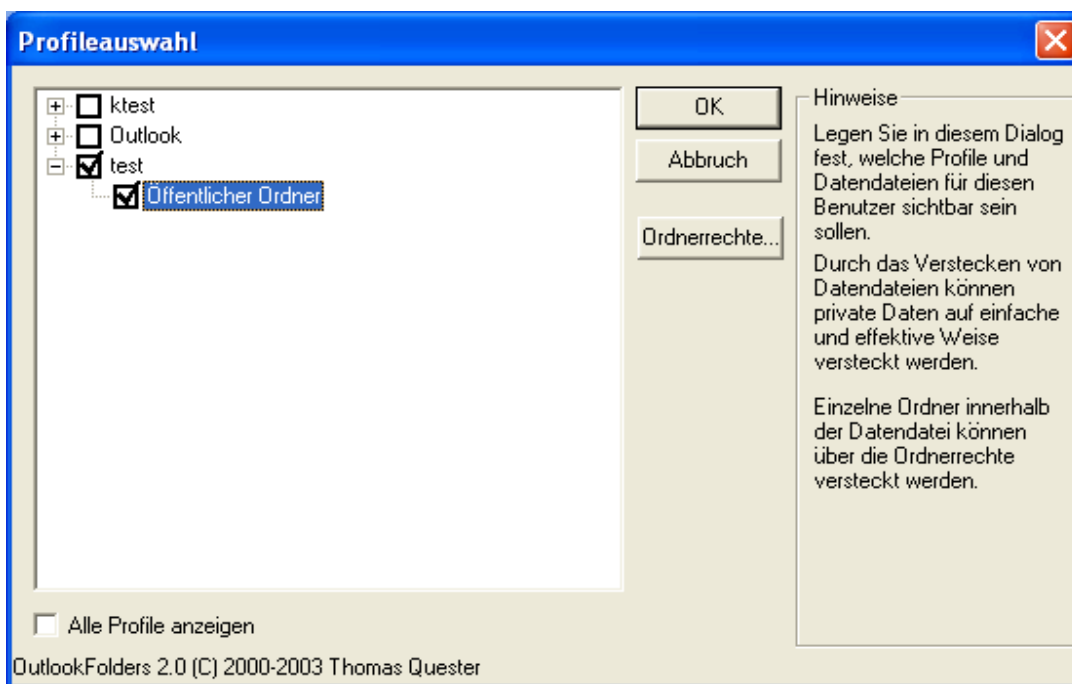 Profileauswahl
ktest
Outlook
test
Öffentlicher Ordner
OK
Abbruch
Ordnerrechte...
Hinweise
Legen Sie in diesem Dialog
fest, welche Profile und
Datendateien für diesen
Benutzer sichtbar sein
sollen.
Durch das Verstecken von
Datendateien können
private Daten auf einfache
und effektive Weise
versteckt werden.
Einzelne Ordner innerhalb
der Datendatei können
über die Ordnerrechte
versteckt werden.
Alle Profile anzeigen
OutlookFolders 2.0 (C) 2000-2003 Thomas Quester